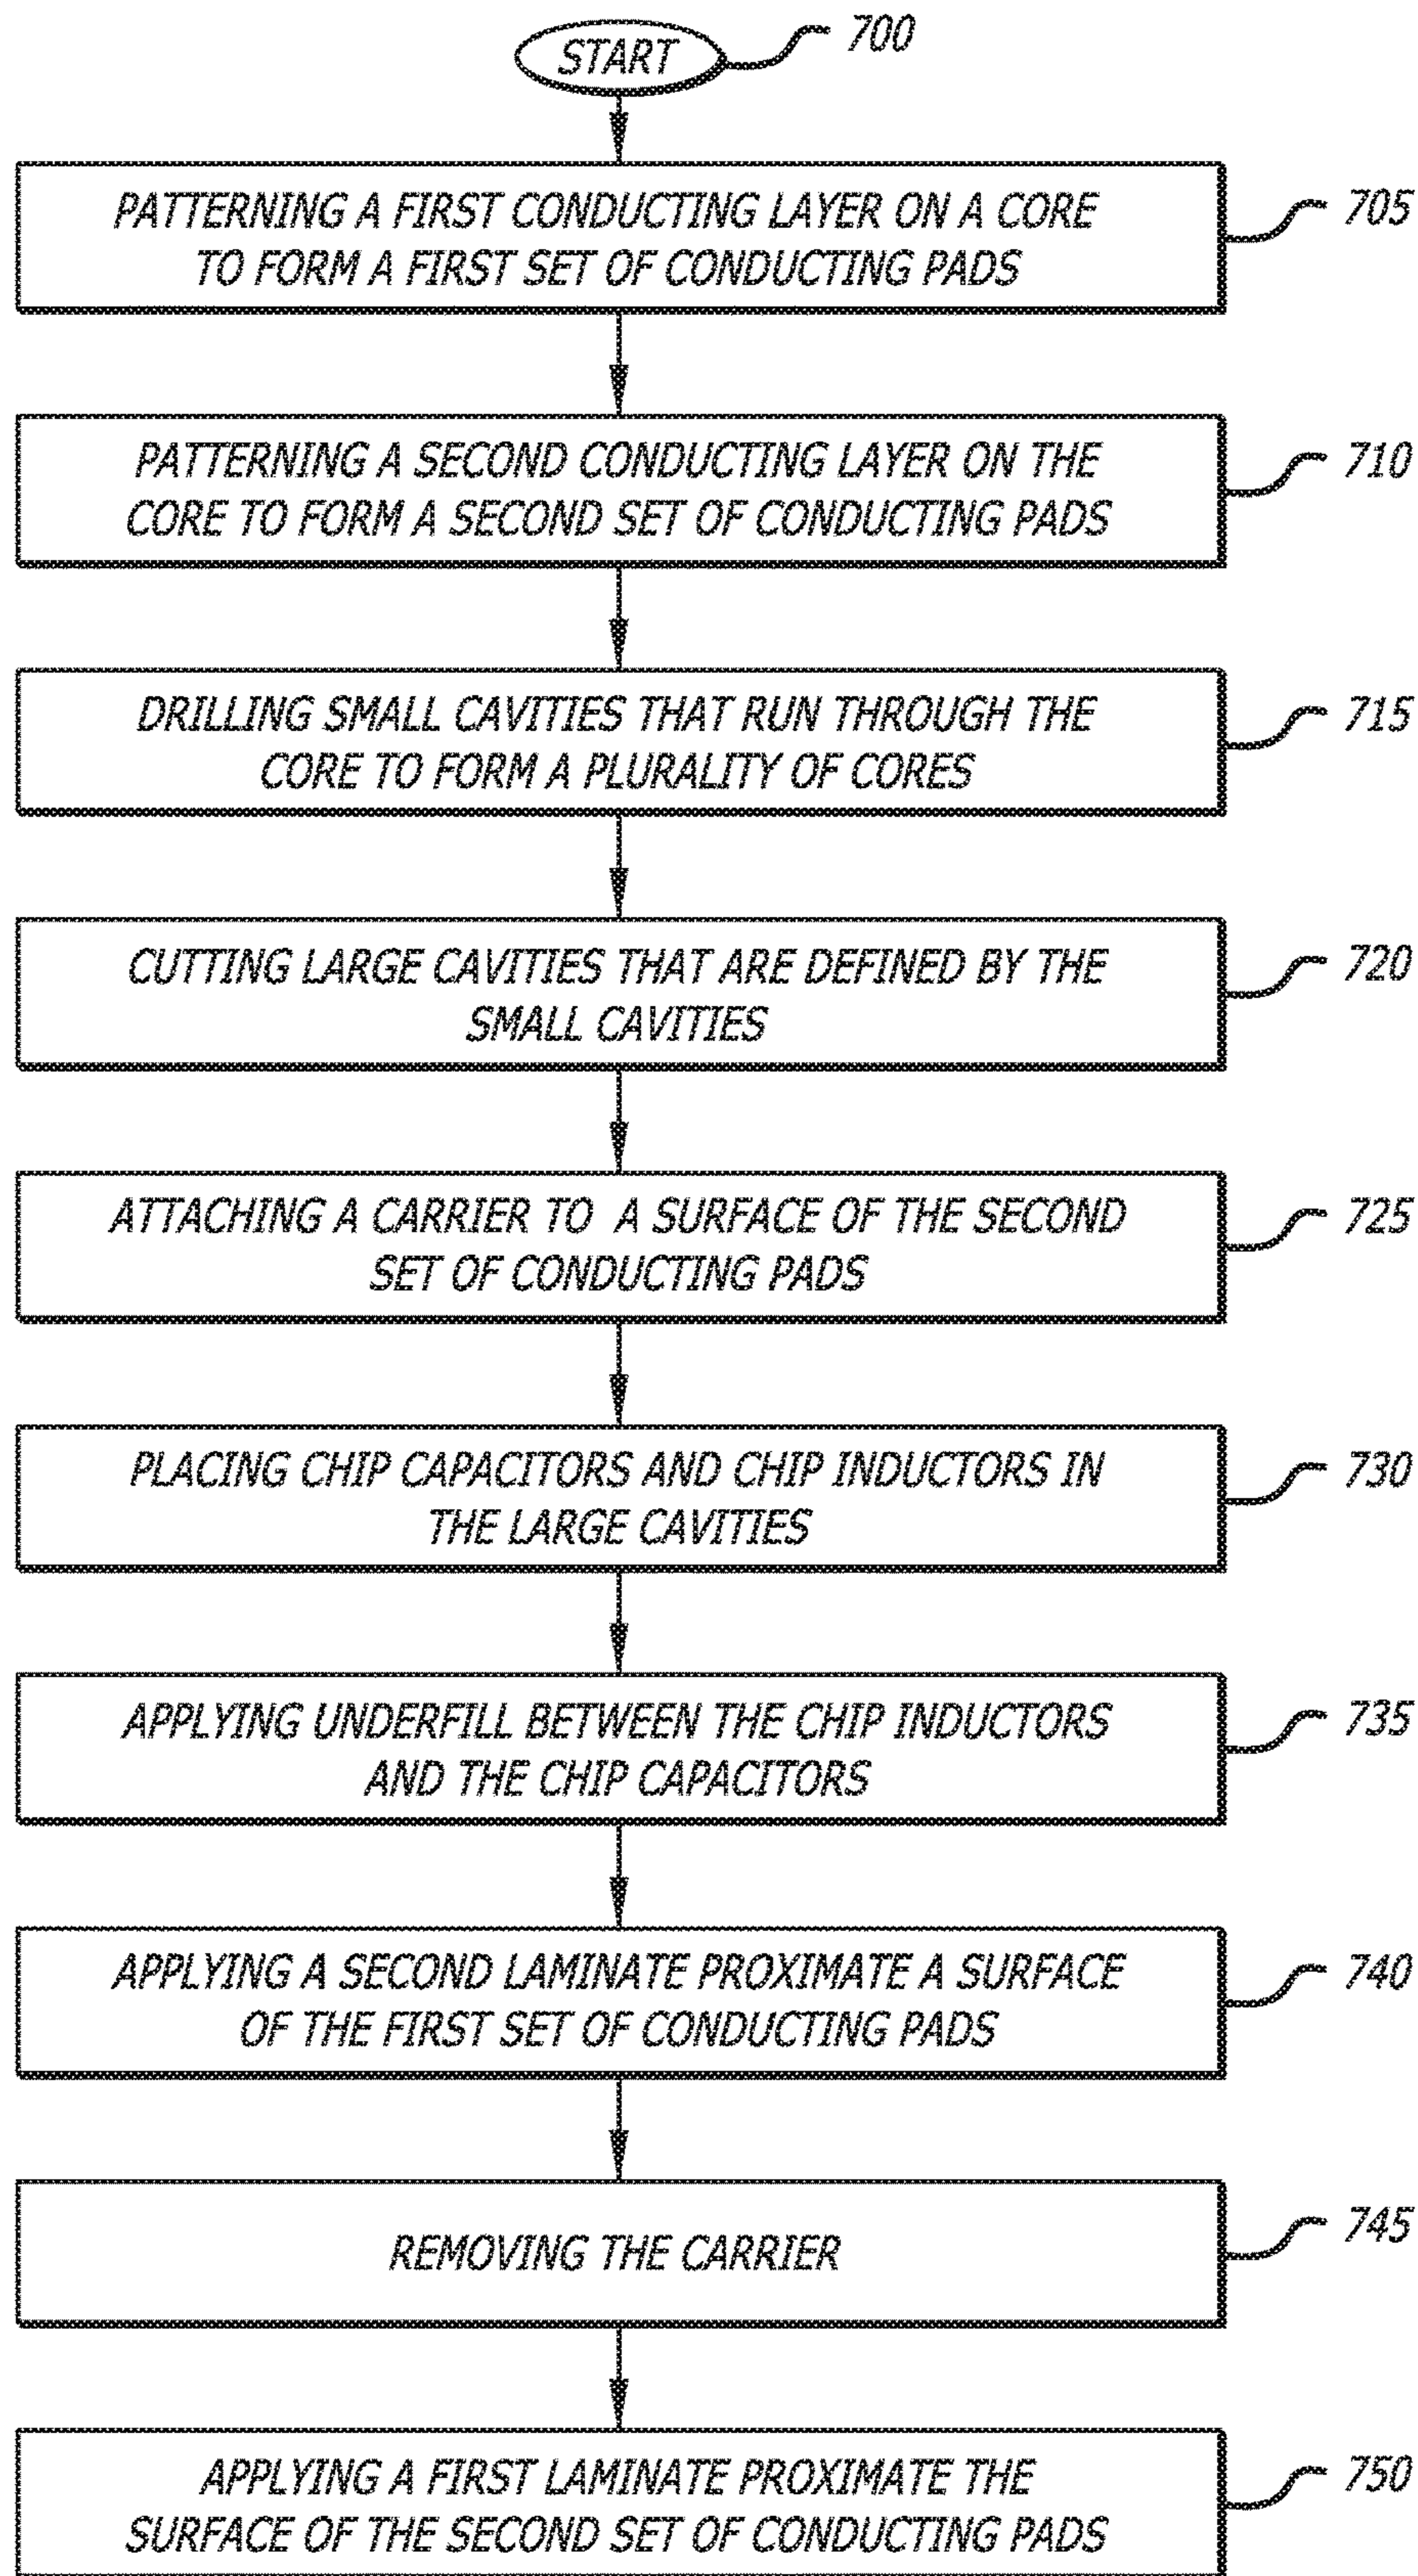 START
700
PATTERNING A FIRST CONDUCTING LAYER ON A CORE
TO FORM A FIRST SET OF CONDUCTING PADS
705
PATTERNING A SECOND CONDUCTING LAYER ON THE
CORE TO FORM A SECOND SET OF CONDUCTING PADS
710
DRILLING SMALL CAVITIES THAT RUN THROUGH THE
CORE TO FORM A PLURALITY OF CORES
715
CUTTING LARGE CAVITIES THAT ARE DEFINED BY THE
SMALL CAVITIES
720
ATTACHING A CARRIER TO A SURFACE OF THE SECOND
SET OF CONDUCTING PADS
725
PLACING CHIP CAPACITORS AND CHIP INDUCTORS IN
THE LARGE CAVITIES
730
APPLYING UNDERFILL BETWEEN THE CHIP INDUCTORS
AND THE CHIP CAPACITORS
735
APPLYING A SECOND LAMINATE PROXIMATE A SURFACE
OF THE FIRST SET OF CONDUCTING PADS
740
REMOVING THE CARRIER
745
APPLYING A FIRST LAMINATE PROXIMATE THE
SURFACE OF THE SECOND SET OF CONDUCTING PADS
750